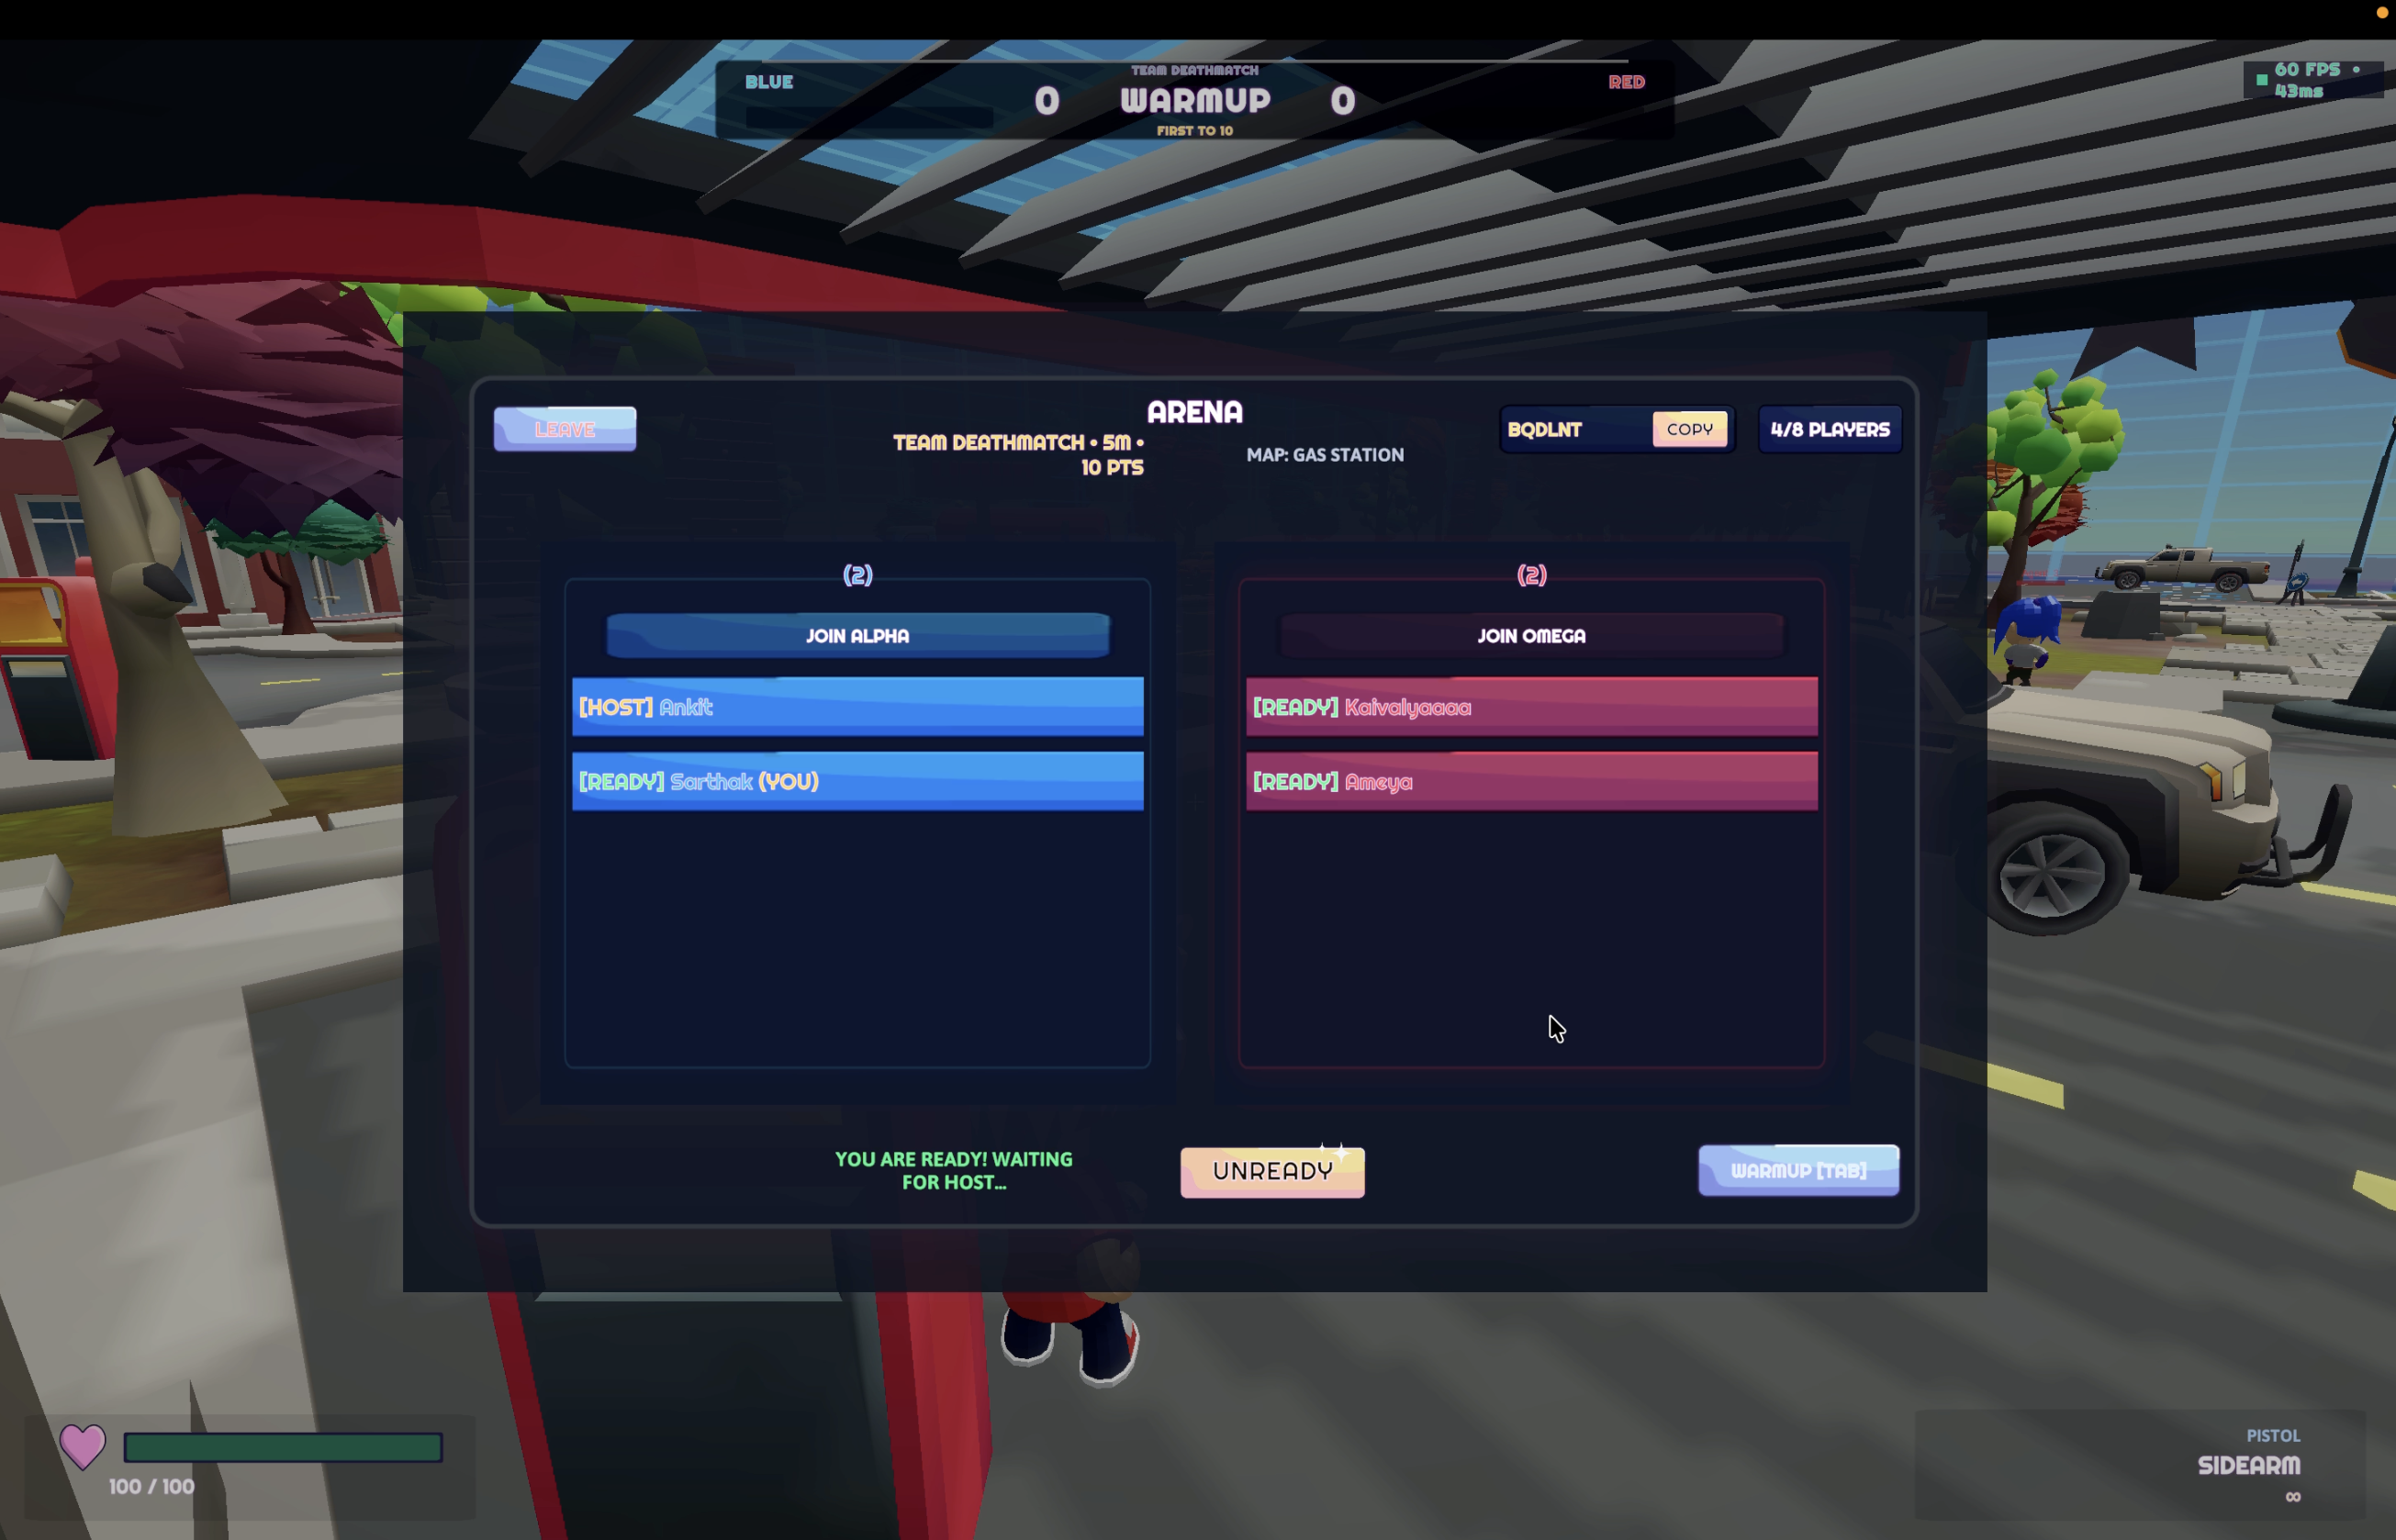 TEAM DEATHMATCH
BLUE
0
WARMUP
0
RED
FIRST TO 10
60 FPS •
43ms
LEAVE
ARENA
TEAM DEATHMATCH • 5M •
10 PTS
MAP: GAS STATION
BQDLNT
COPY
4/8 PLAYERS
(2)
JOIN ALPHA
[HOST] Ankit
[READY] Sarthak (YOU)
(2)
JOIN OMEGA
[READY] Kaivalyaaaa
[READY] Ameya
YOU ARE READY! WAITING
FOR HOST...
UNREADY
WARMUP [TAB]
100 / 100
PISTOL
SIDEARM
∞